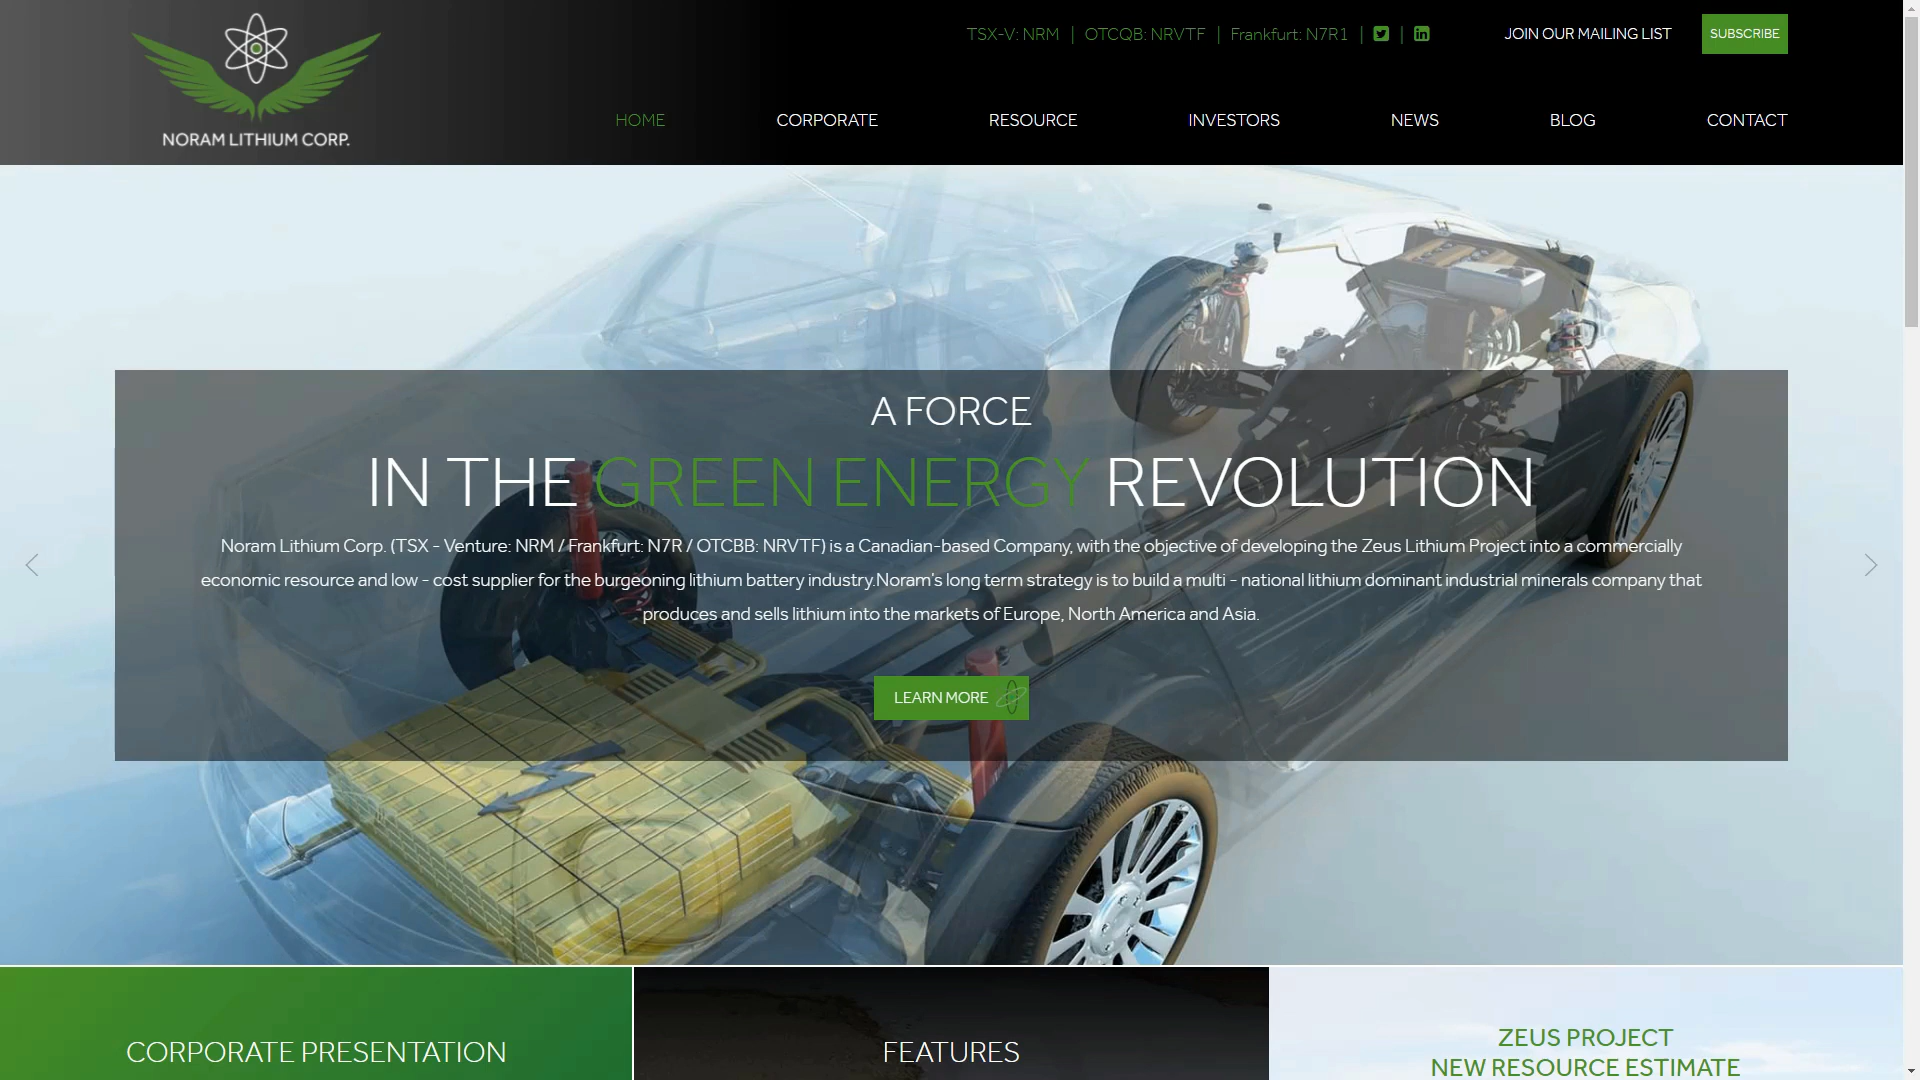 TSX-V: NRM | OTCQB: NRVTF | Frankfurt: N7R1 | |
JOIN OUR MAILING LIST
SUBSCRIBE
NORAM LITHIUM CORP.
HOME CORPORATE RESOURCE INVESTORS NEWS BLOG CONTACT
A FORCE
IN THE GREEN ENERGY REVOLUTION
Noram Lithium Corp. (TSX - Venture: NRM / Frankfurt: N7R / OTCBB: NRVTF) is a Canadian-based Company, with the objective of developing the Zeus Lithium Project into a commercially
economic resource and low - cost supplier for the burgeoning lithium battery industry.Noram's long term strategy is to build a multi - national lithium dominant industrial minerals company that
produces and sells lithium into the markets of Europe, North America and Asia.
LEARN MORE
CORPORATE PRESENTATION
FEATURES
ZEUS PROJECT
NEW RESOURCE ESTIMATE